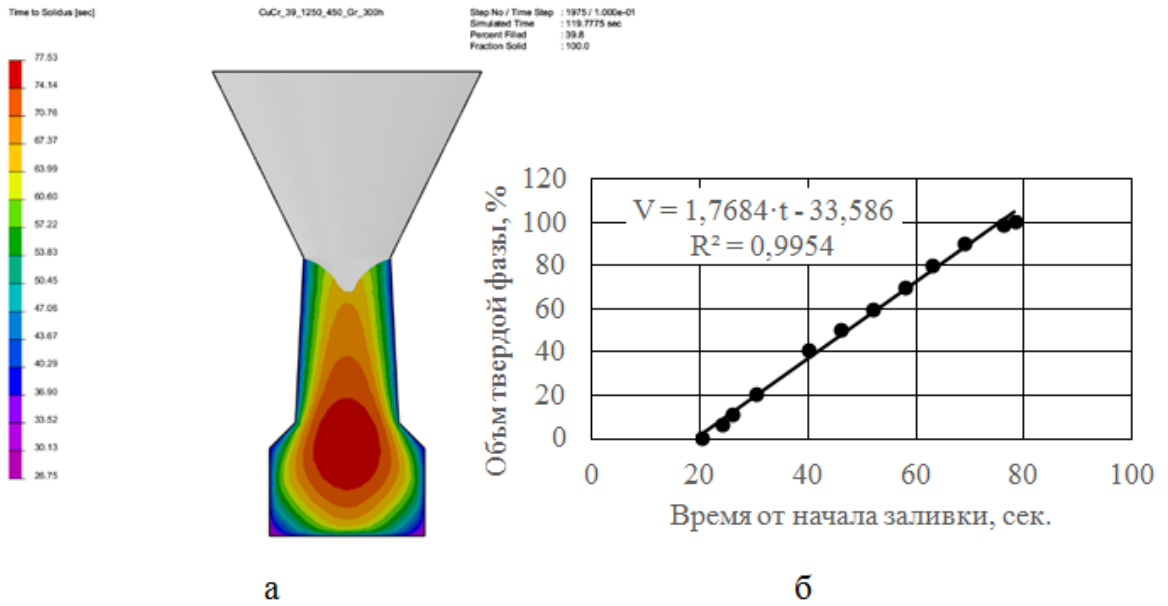 Time to Solidus [sec]
CuCr_39_1250_450_Gr_300h
Step No / Time Step : 1975 / 1.000e-01
Simulated Time : 119.7775 sec
Percent Filled : 39.8
Fraction Solid : 100.0
77.53
74.14
70.76
67.37
63.99
60.60
57.22
53.83
50.45
47.06
43.67
40.29
36.90
33.52
30.13
26.75
Объм твердой фазы, %
120
100
80
60
40
20
0
V = 1,7684·t - 33,586
R² = 0,9954
0 20 40 60 80 100
Время от начала заливки, сек.
а
б